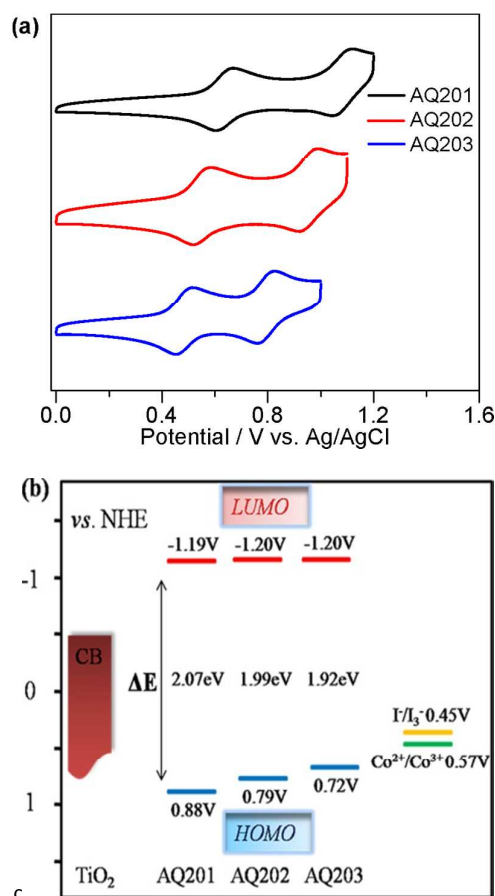 (a)
AQ201
AQ202
AQ203
0.0 0.4 0.8 1.2 1.6
Potential / V vs. Ag/AgCl
(b)
vs. NHE
LUMO
-1.19V -1.20V -1.20V
-1
CB
0
ΔE 2.07eV 1.99eV 1.92eV
I⁻/I₃⁻ 0.45V
Co²⁺/Co³⁺ 0.57V
0.88V 0.79V 0.72V
1
HOMO
TiO₂ AQ201 AQ202 AQ203
c